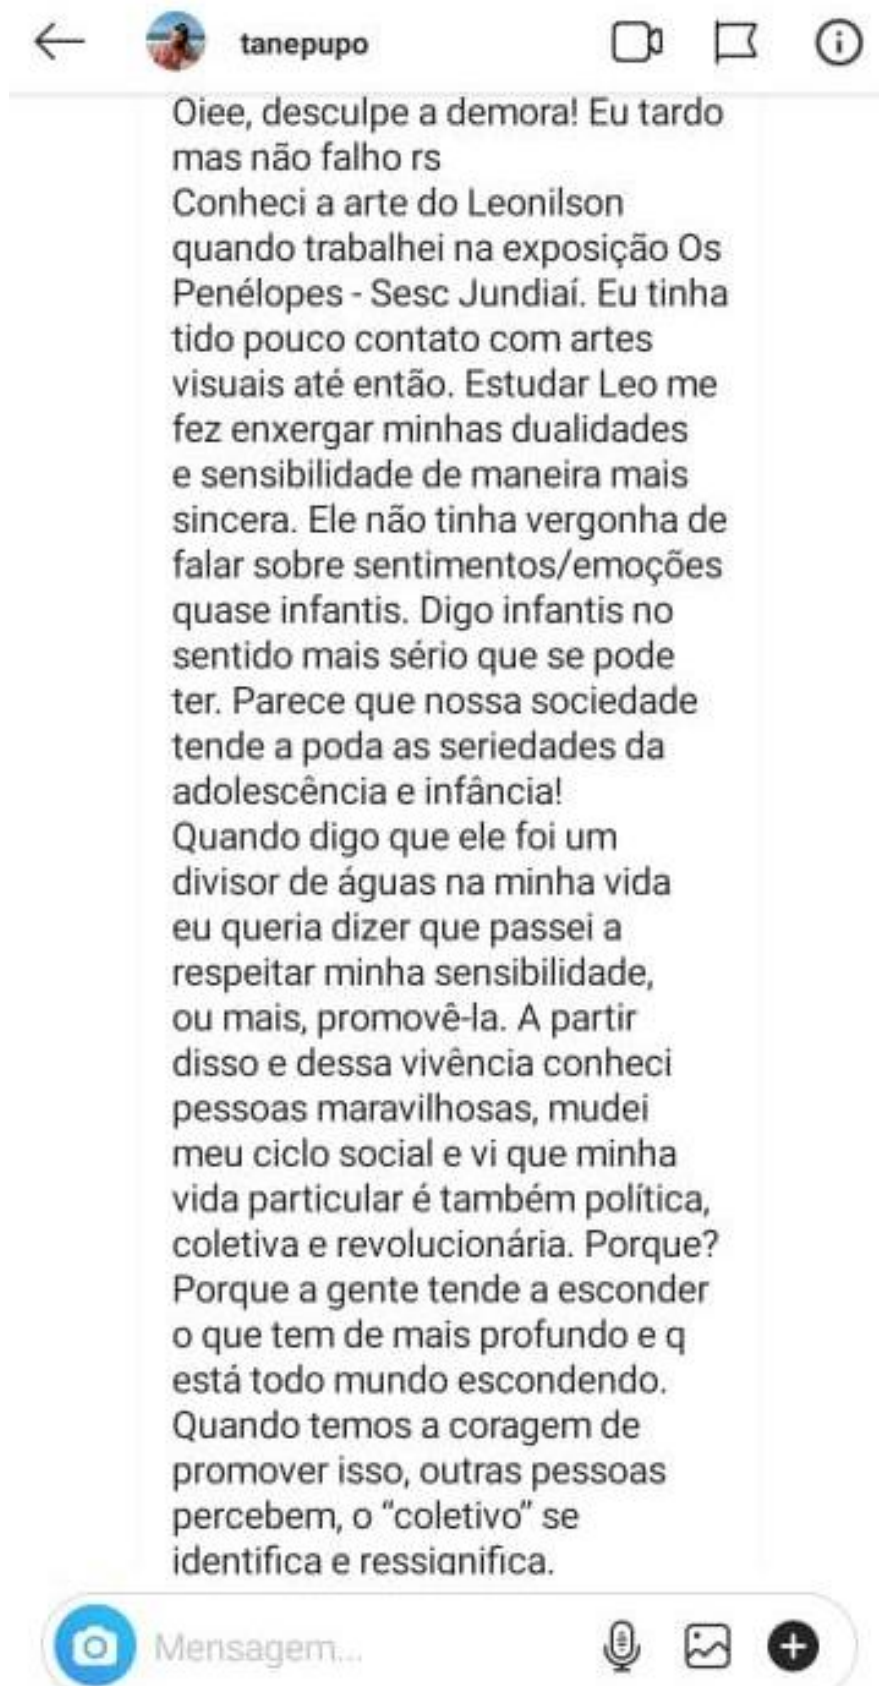 tanepupo
Oiee, desculpe a demora! Eu tardo
mas não falho rs
Conheci a arte do Leonilson
quando trabalhei na exposição Os
Penélopes - Sesc Jundiaí. Eu tinha
tido pouco contato com artes
visuais até então. Estudar Leo me
fez enxergar minhas dualidades
e sensibilidade de maneira mais
sincera. Ele não tinha vergonha de
falar sobre sentimentos/emoções
quase infantis. Digo infantis no
sentido mais sério que se pode
ter. Parece que nossa sociedade
tende a poda as seriedades da
adolescência e infância!
Quando digo que ele foi um
divisor de águas na minha vida
eu queria dizer que passei a
respeitar minha sensibilidade,
ou mais, promovê-la. A partir
disso e dessa vivência conheci
pessoas maravilhosas, mudei
meu ciclo social e vi que minha
vida particular é também política,
coletiva e revolucionária. Porque?
Porque a gente tende a esconder
o que tem de mais profundo e q
está todo mundo escondendo.
Quando temos a coragem de
promover isso, outras pessoas
percebem, o “coletivo” se
identifica e ressignifica.
Mensagem...